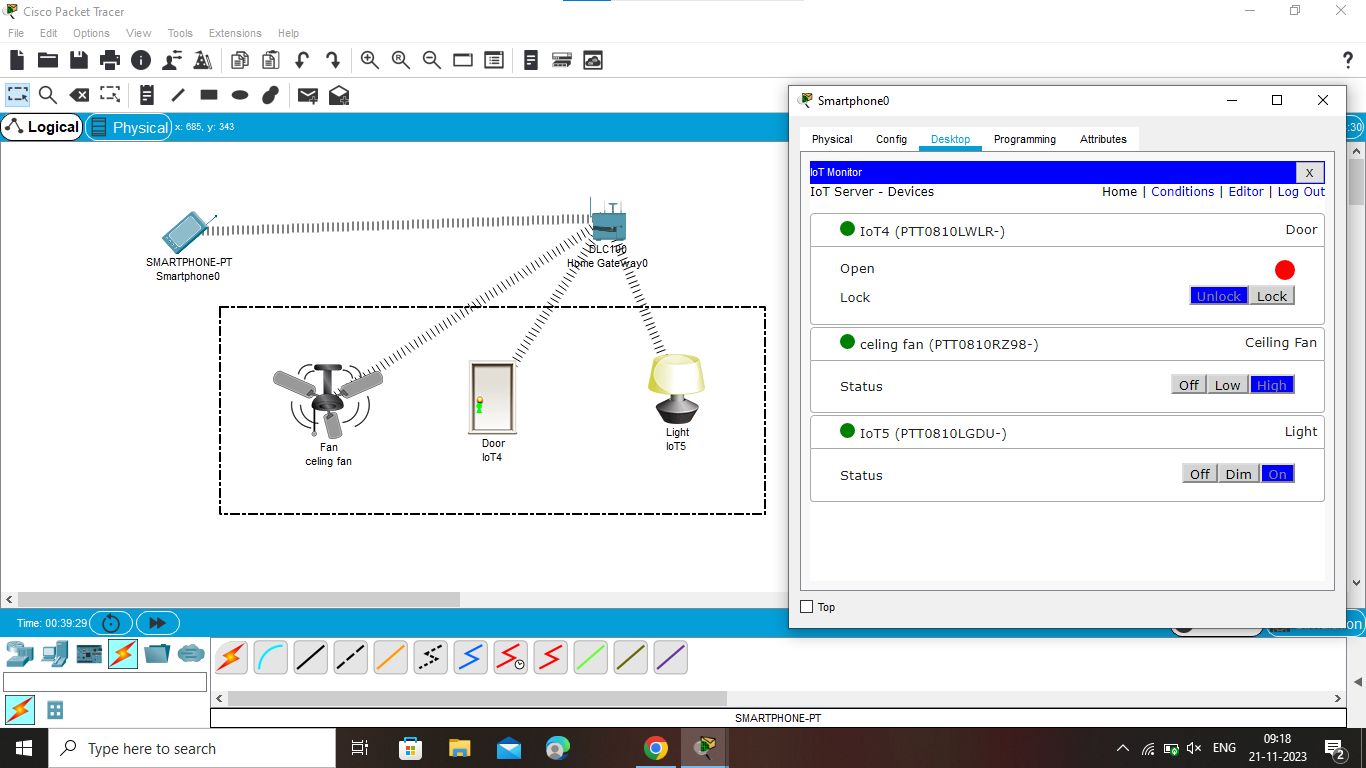 Cisco Packet Tracer
File Edit Options View Tools Extensions Help
Logical Physical x: 685, y: 343
:30
SMARTPHONE-PT
Smartphone0
DLC100
Home Gateway0
Fan
celing fan
Door
IoT4
Light
IoT5
Smartphone0
Physical Config Desktop Programming Attributes
IoT Monitor X
IoT Server - Devices Home | Conditions | Editor | Log Out
IoT4 (PTT0810LWLR-) Door
Open
Lock Unlock Lock
celing fan (PTT0810RZ98-) Ceiling Fan
Status Off Low High
IoT5 (PTT0810LGDU-) Light
Status Off Dim On
Top
Time: 00:39:29
SMARTPHONE-PT
Type here to search
ENG
09:18
21-11-2023
2